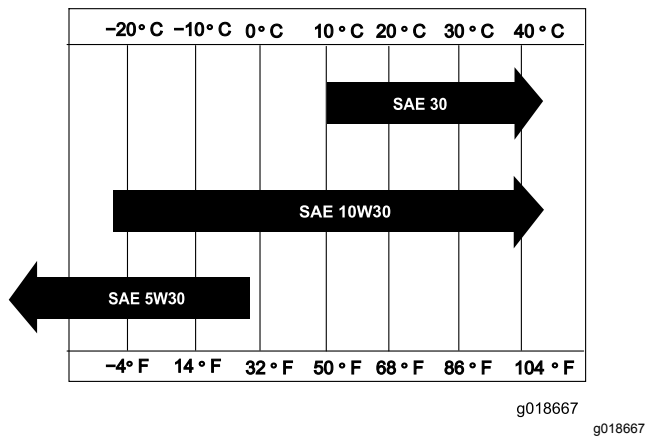 −20° C −10° C 0° C 10° C 20° C 30° C 40° C
SAE 30
SAE 10W30
SAE 5W30
−4° F 14° F 32° F 50° F 68° F 86° F 104° F
g018667
g018667